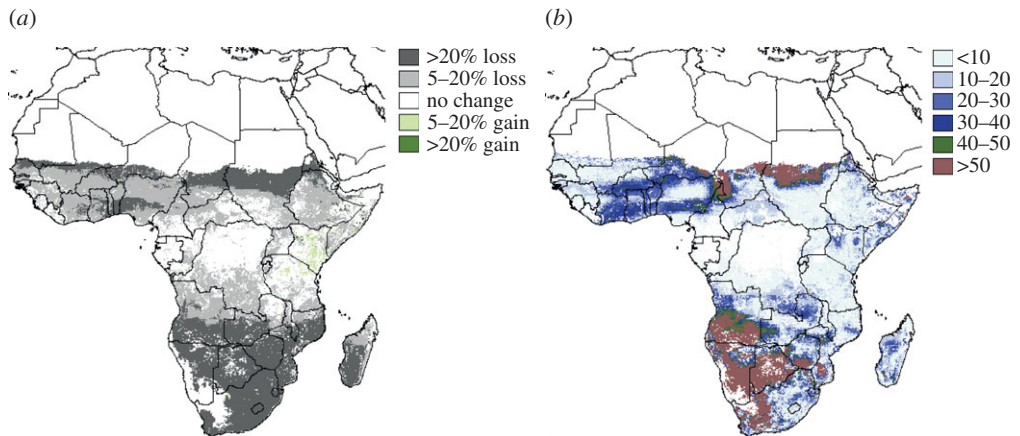 (a)
>20% loss
5–20% loss
no change
5–20% gain
>20% gain
(b)
<10
10–20
20–30
30–40
40–50
>50